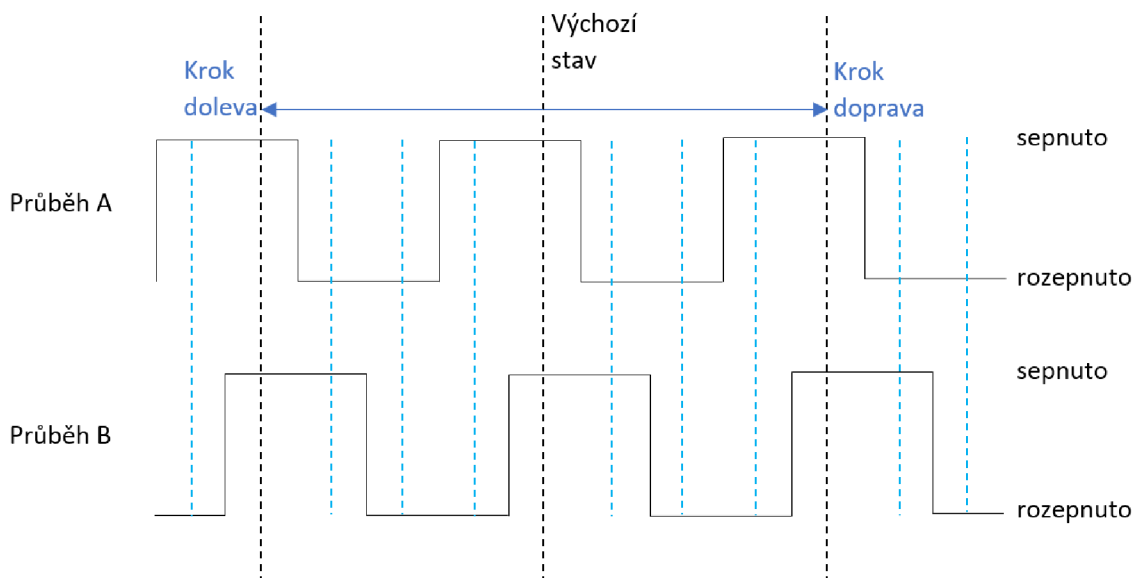 Výchozí
stav
Krok
doleva
Krok
doprava
sepnuto
Průběh A
rozepnuto
sepnuto
Průběh B
rozepnuto